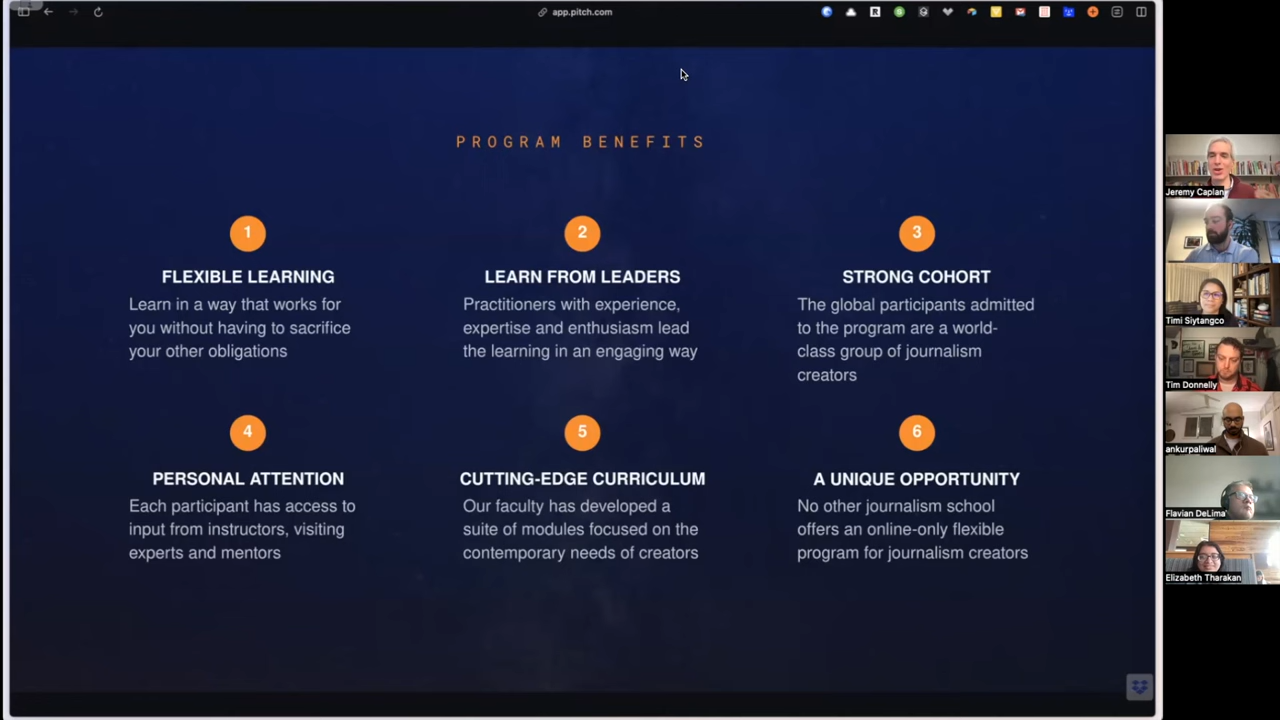 app.pitch.com
PROGRAM BENEFITS
1
FLEXIBLE LEARNING
Learn in a way that works for
you without having to sacrifice
your other obligations
2
LEARN FROM LEADERS
Practitioners with experience,
expertise and enthusiasm lead
the learning in an engaging way
3
STRONG COHORT
The global participants admitted
to the program are a world-
class group of journalism
creators
4
PERSONAL ATTENTION
Each participant has access to
input from instructors, visiting
experts and mentors
5
CUTTING-EDGE CURRICULUM
Our faculty has developed a
suite of modules focused on the
contemporary needs of creators
6
A UNIQUE OPPORTUNITY
No other journalism school
offers an online-only flexible
program for journalism creators
Jeremy Caplan
Timi Siytangco
Tim Donnelly
ankurpaliwal
Flavian DeLima
Elizabeth Tharakan